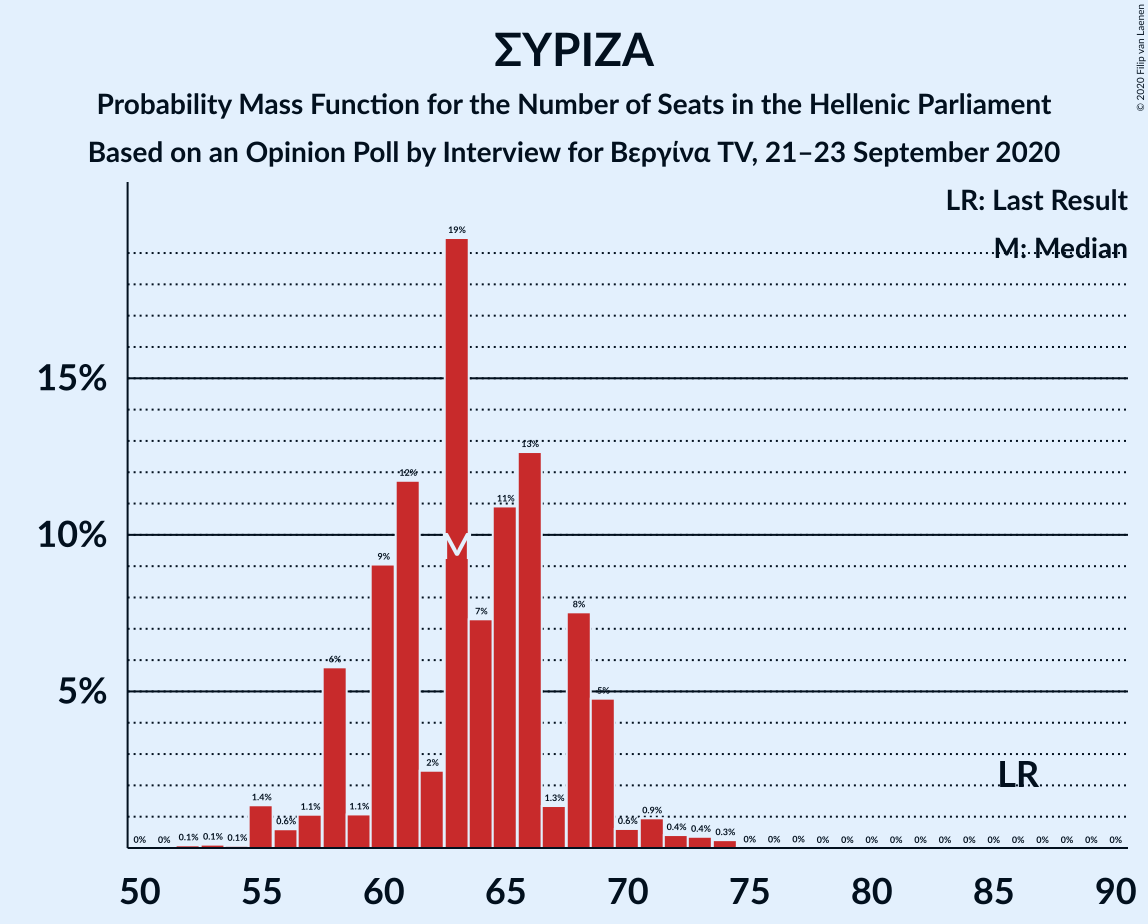 © 2020 Filip van Laenen
ΣΥΡΙΖΑ
Probability Mass Function for the Number of Seats in the Hellenic Parliament
Based on an Opinion Poll by Interview for Βεργίνα TV, 21–23 September 2020
LR: Last Result
M: Median
15%
10%
5%
0% 0% 0.1% 0.1% 0.1% 1.4% 0.6% 1.1% 6% 1.1% 9% 12% 2% 19% 7% 11% 13% 1.3% 8% 5% 0.6% 0.9% 0.4% 0.4% 0.3% 0% 0% 0% 0% 0% 0% 0% 0% 0% 0% 0% 0% 0% 0% 0% 0%
M
LR
50 55 60 65 70 75 80 85 90